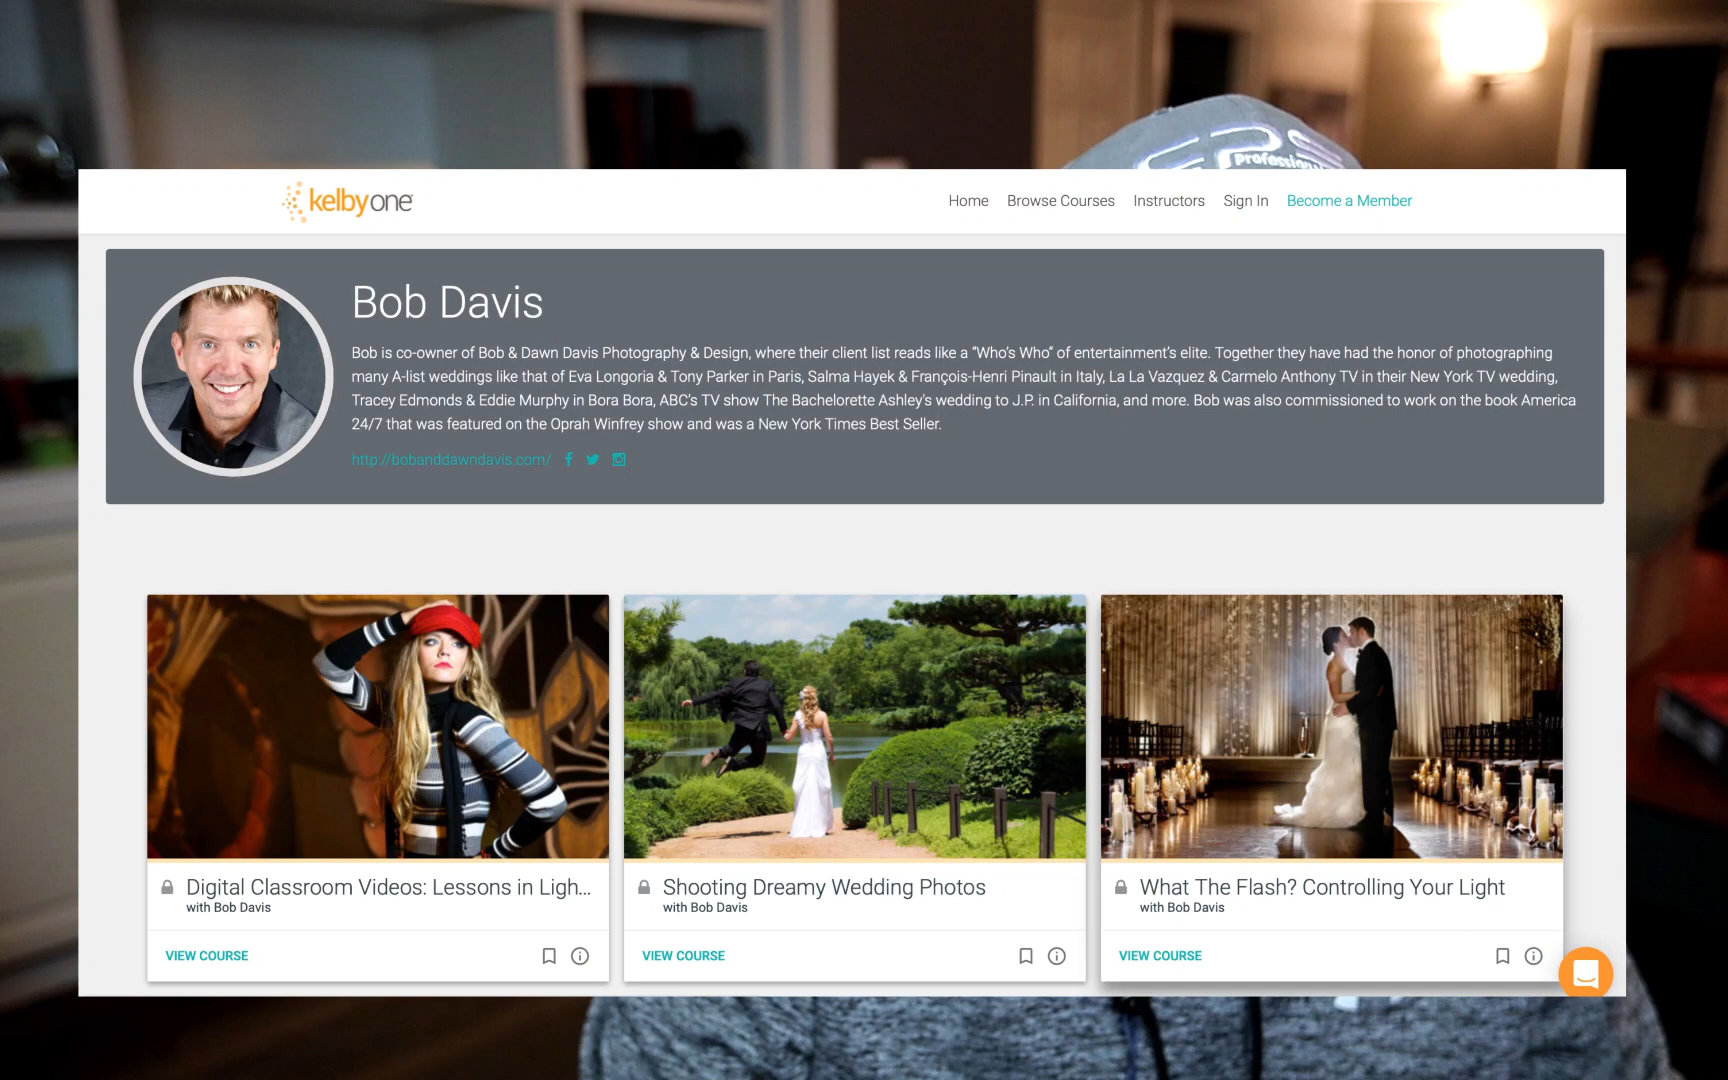 Professional
kelbyone
Home Browse Courses Instructors Sign In Become a Member
Bob Davis
Bob is co-owner of Bob & Dawn Davis Photography & Design, where their client list reads like a “Who’s Who” of entertainment’s elite. Together they have had the honor of photographing
many A-list weddings like that of Eva Longoria & Tony Parker in Paris, Salma Hayek & François-Henri Pinault in Italy, La La Vazquez & Carmelo Anthony TV in their New York TV wedding,
Tracey Edmonds & Eddie Murphy in Bora Bora, ABC’s TV show The Bachelorette Ashley’s wedding to J.P. in California, and more. Bob was also commissioned to work on the book America
24/7 that was featured on the Oprah Winfrey show and was a New York Times Best Seller.
http://bobanddawndavis.com/
Digital Classroom Videos: Lessons in Ligh...
with Bob Davis
VIEW COURSE
Shooting Dreamy Wedding Photos
with Bob Davis
VIEW COURSE
What The Flash? Controlling Your Light
with Bob Davis
VIEW COURSE